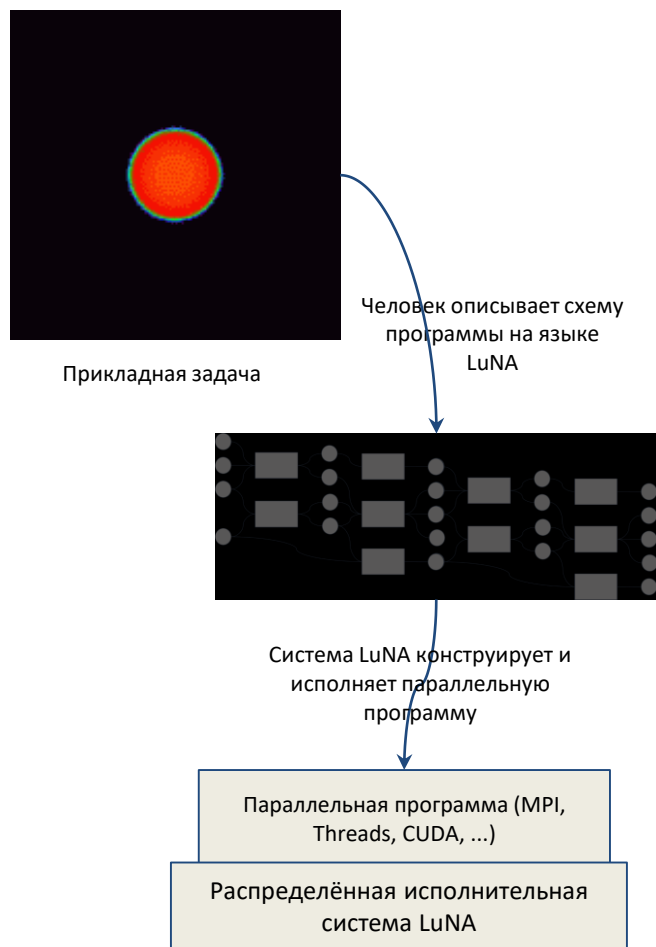 Человек описывает схему
программы на языке
LuNA
Прикладная задача
Система LuNA конструирует и
исполняет параллельную
программу
Параллельная программа (MPI,
Threads, CUDA, ...)
Распределённая исполнительная
система LuNA